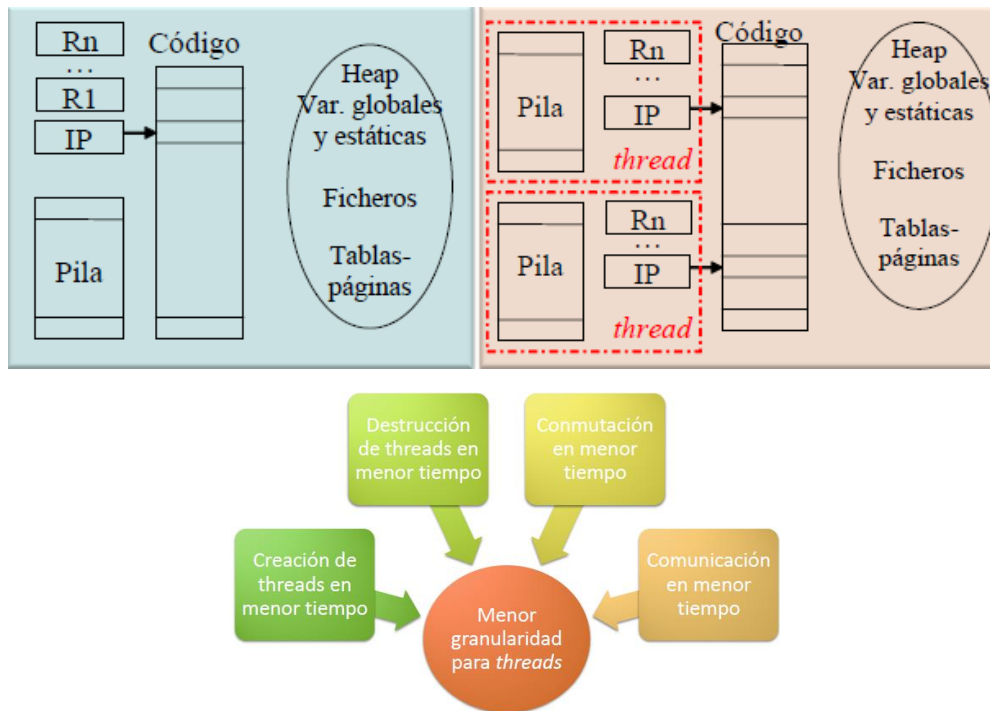 Rn
...
R1
IP
Código
Pila
Heap
Var. globales
y estáticas
Ficheros
Tablas-
páginas
Pila
Rn
...
IP
thread
Pila
Rn
...
IP
thread
Código
Heap
Var. globales
y estáticas
Ficheros
Tablas-
páginas
Destrucción
de threads en
menor tiempo
Conmutación
en menor
tiempo
Creación de
threads en
menor tiempo
Comunicación
en menor
tiempo
Menor
granularidad
para threads